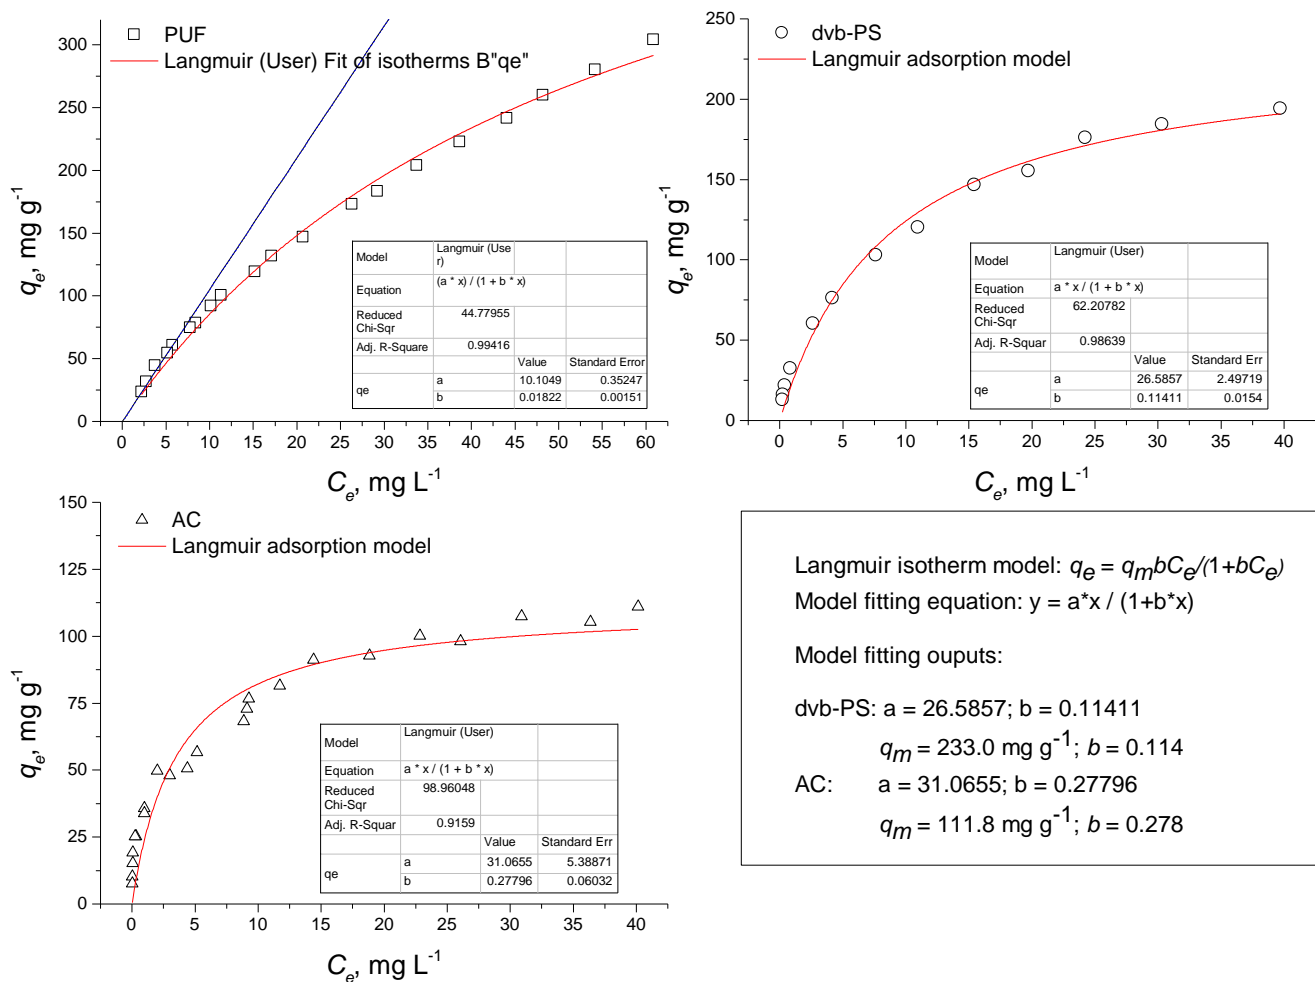 PUF
Langmuir (User) Fit of isotherms B"qe"
300
250
200
150
100
50
0
qe, mg g-1
0 5 10 15 20 25 30 35 40 45 50 55 60
Ce, mg L-1
Model Langmuir (User)
Equation (a * x) / (1 + b * x)
Reduced Chi-Sqr 44.77955
Adj. R-Square 0.99416
Value Standard Error
qe a 10.1049 0.35247
b 0.01822 0.00151
dvb-PS
Langmuir adsorption model
250
200
150
100
50
0
qe, mg g-1
0 5 10 15 20 25 30 35 40
Ce, mg L-1
Model Langmuir (User)
Equation a * x / (1 + b * x)
Reduced Chi-Sqr 62.20782
Adj. R-Squar 0.98639
Value Standard Err
qe a 26.5857 2.49719
b 0.11411 0.0154
AC
Langmuir adsorption model
150
125
100
75
50
25
0
qe, mg g-1
0 5 10 15 20 25 30 35 40
Ce, mg L-1
Model Langmuir (User)
Equation a * x / (1 + b * x)
Reduced Chi-Sqr 98.96048
Adj. R-Squar 0.9159
Value Standard Err
qe a 31.0655 5.38871
b 0.27796 0.06032
Langmuir isotherm model: qe = qmbCe/(1+bCe)
Model fitting equation: y = a*x / (1+b*x)
Model fitting ouputs:
dvb-PS: a = 26.5857; b = 0.11411
qm = 233.0 mg g-1; b = 0.114
AC: a = 31.0655; b = 0.27796
qm = 111.8 mg g-1; b = 0.278